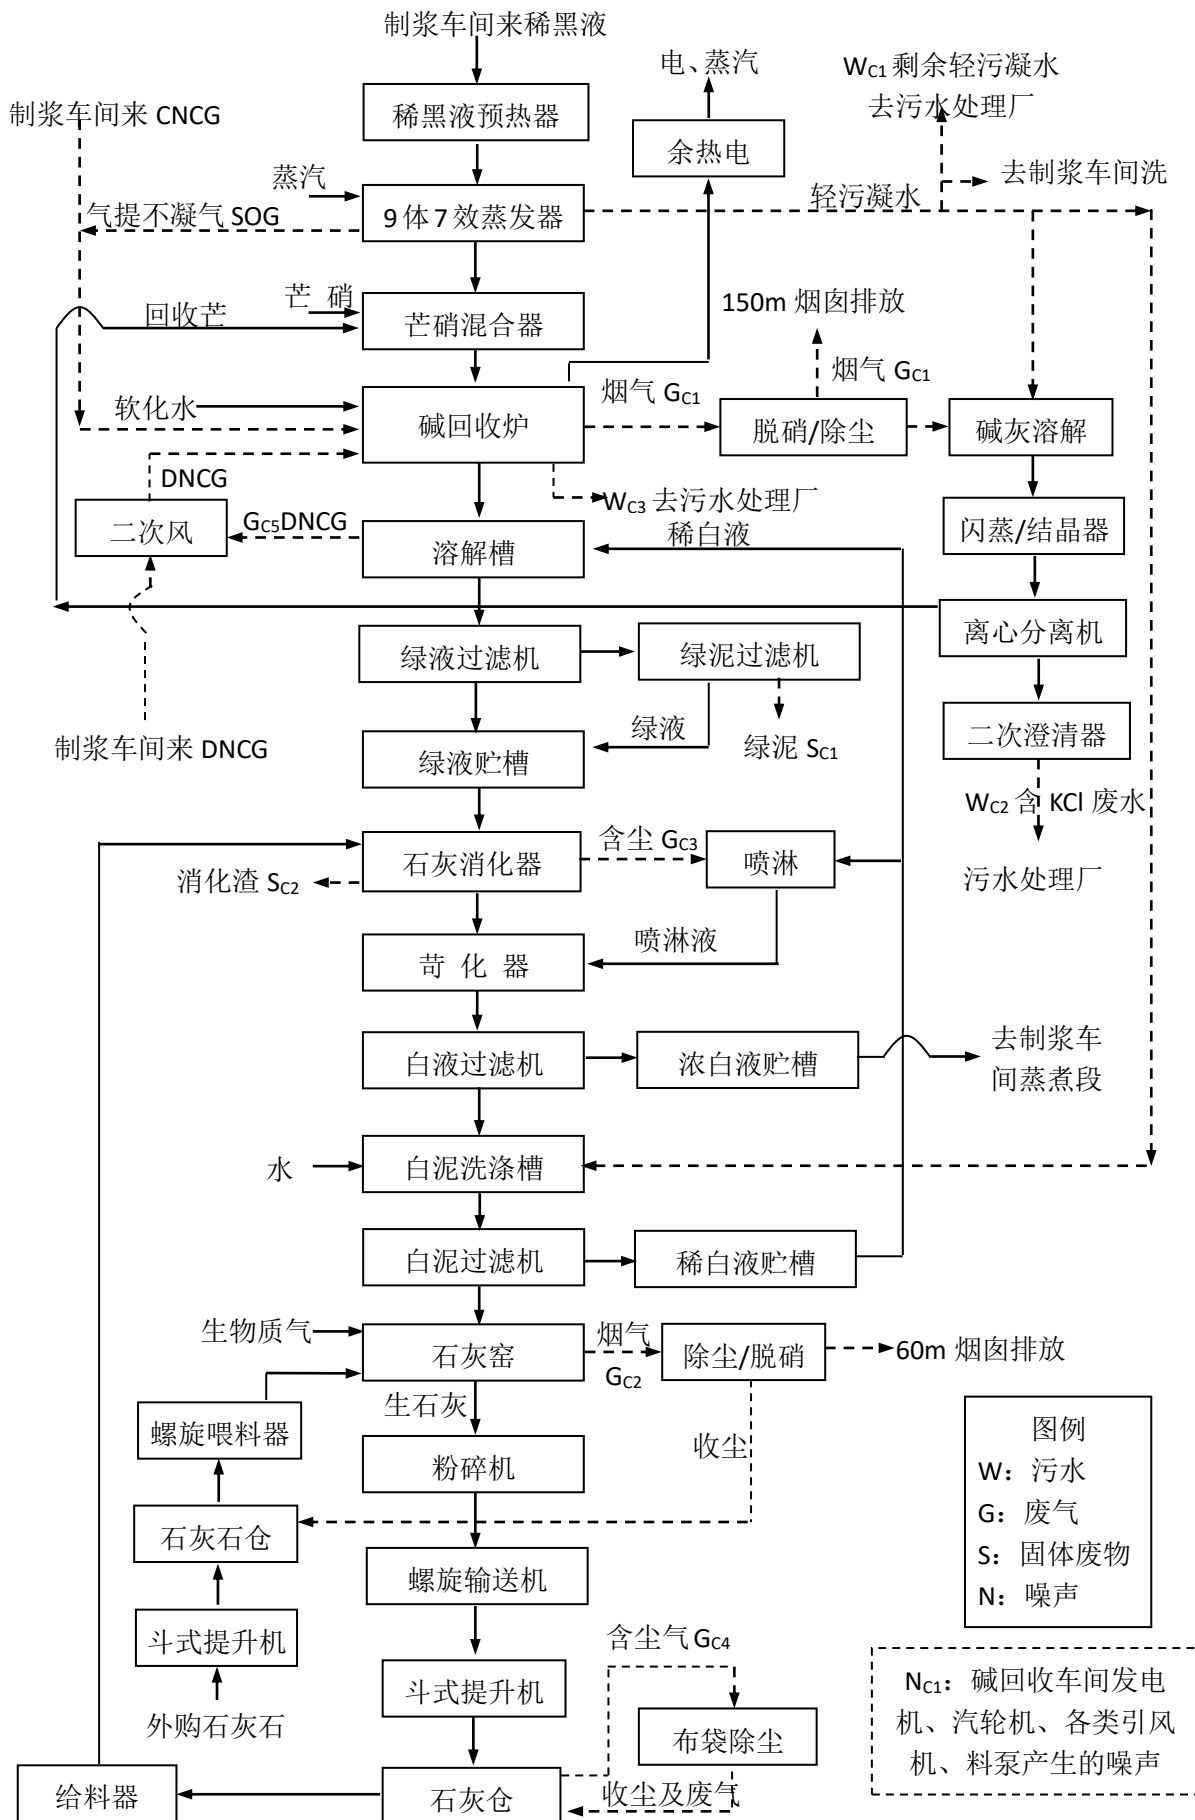 制浆车间来稀黑液
电、蒸汽
WC1 剩余轻污凝水
去污水处理厂
制浆车间来 CNCG
稀黑液预热器
余热电
蒸汽
去制浆车间洗
气提不凝气 SOG
9 体 7 效蒸发器
轻污凝水
芒 硝
回收芒
芒硝混合器
150m 烟囱排放
烟气 GC1
烟气 GC1
软化水
碱回收炉
脱硝/除尘
碱灰溶解
DNCG
WC3 去污水处理厂
二次风
GC5DNCG
溶解槽
稀白液
闪蒸/结晶器
离心分离机
绿液过滤机
绿泥过滤机
制浆车间来 DNCG
绿液
绿泥 SC1
绿液贮槽
二次澄清器
WC2 含 KCl 废水
石灰消化器
含尘 GC3
喷淋
消化渣 SC2
污水处理厂
苛 化 器
喷淋液
白液过滤机
浓白液贮槽
去制浆车
间蒸煮段
水
白泥洗涤槽
白泥过滤机
稀白液贮槽
生物质气
石灰窑
烟气
GC2
除尘/脱硝
60m 烟囱排放
生石灰
螺旋喂料器
粉碎机
收尘
图例
W：污水
G：废气
S：固体废物
N：噪声
石灰石仓
螺旋输送机
斗式提升机
含尘气 GC4
外购石灰石
斗式提升机
布袋除尘
NC1：碱回收车间发电
机、汽轮机、各类引风
机、料泵产生的噪声
给料器
石灰仓
收尘及废气